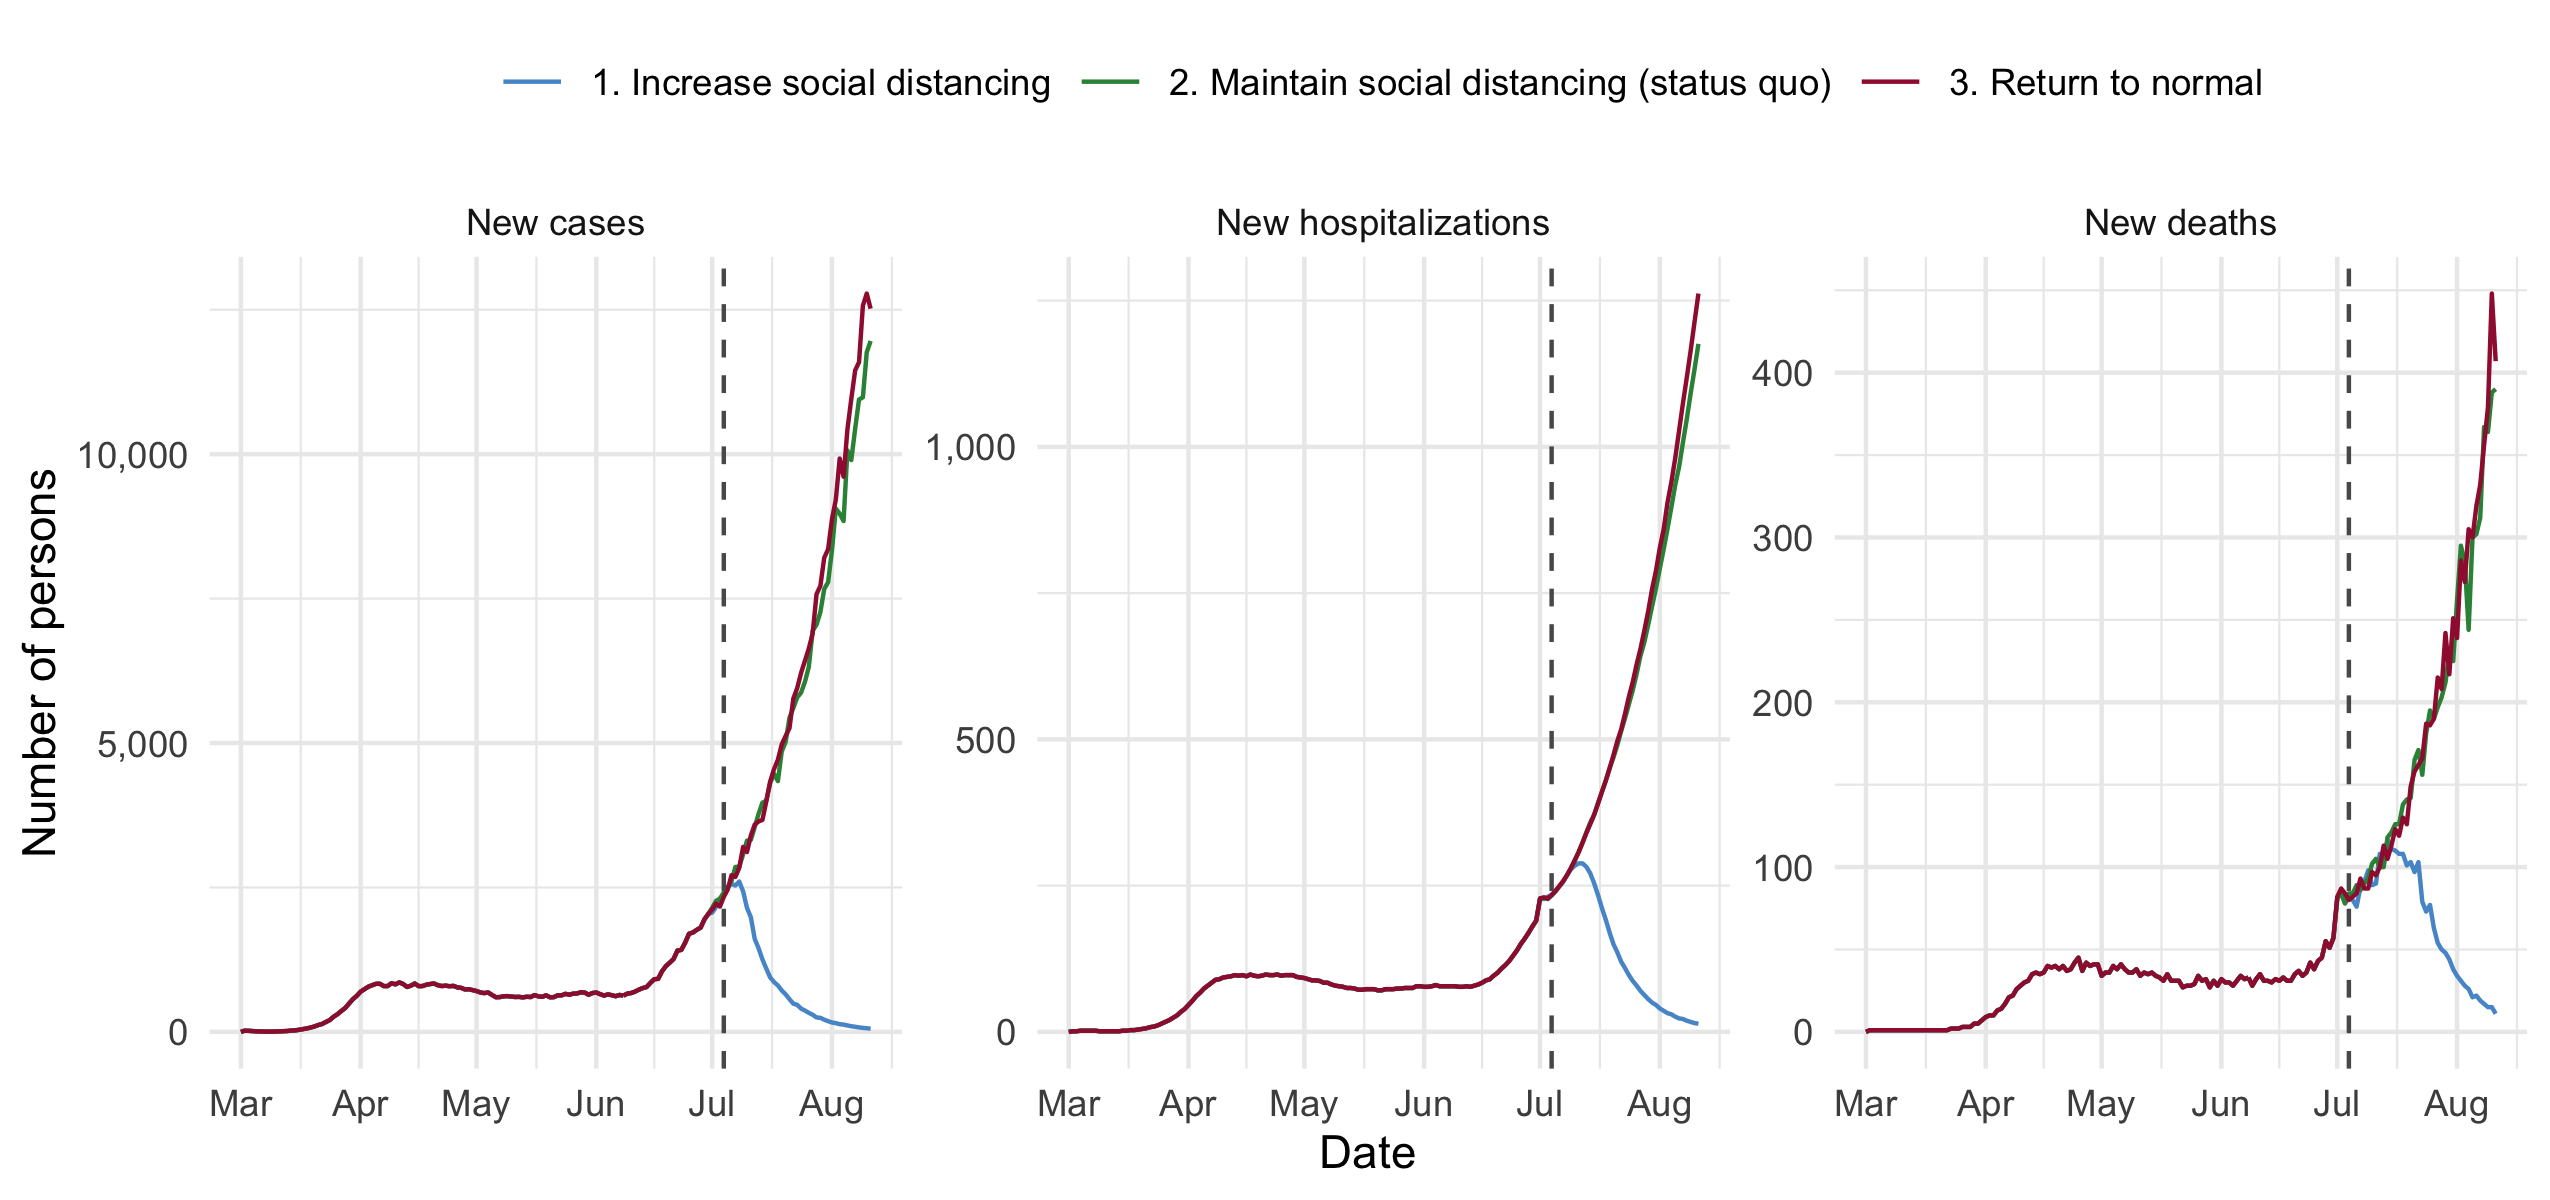 1. Increase social distancing 2. Maintain social distancing (status quo) 3. Return to normal
New cases New hospitalizations New deaths
Number of persons
10,000
5,000
0
1,000
500
0
400
300
200
100
0
Mar Apr May Jun Jul Aug Mar Apr May Jun Jul Aug Mar Apr May Jun Jul Aug
Date